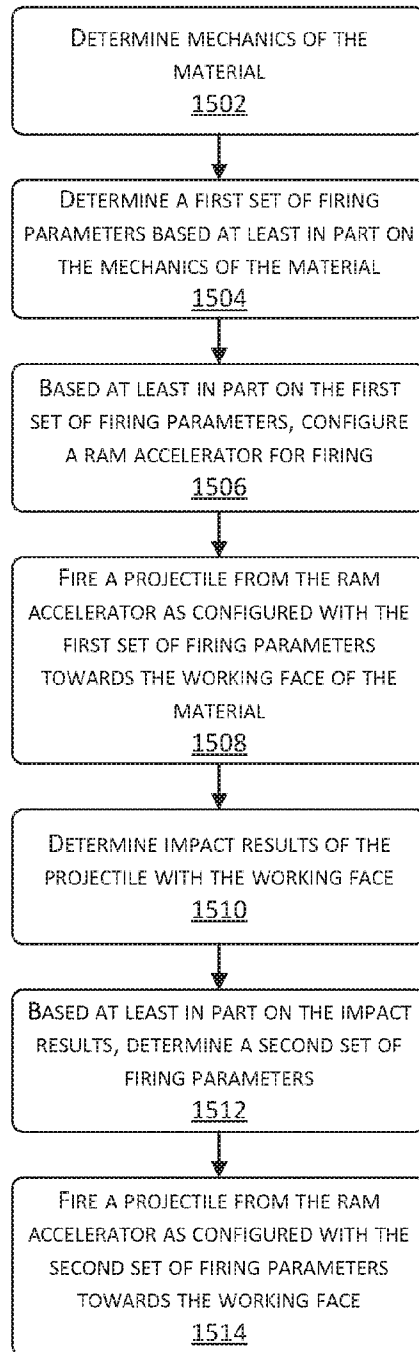 DETERMINE MECHANICS OF THE
MATERIAL
1502
DETERMINE A FIRST SET OF FIRING
PARAMETERS BASED AT LEAST IN PART ON
THE MECHANICS OF THE MATERIAL
1504
BASED AT LEAST IN PART ON THE FIRST
SET OF FIRING PARAMETERS, CONFIGURE
A RAM ACCELERATOR FOR FIRING
1506
FIRE A PROJECTILE FROM THE RAM
ACCELERATOR AS CONFIGURED WITH THE
FIRST SET OF FIRING PARAMETERS
TOWARDS THE WORKING FACE OF THE
MATERIAL
1508
DETERMINE IMPACT RESULTS OF THE
PROJECTILE WITH THE WORKING FACE
1510
BASED AT LEAST IN PART ON THE IMPACT
RESULTS, DETERMINE A SECOND SET OF
FIRING PARAMETERS
1512
FIRE A PROJECTILE FROM THE RAM
ACCELERATOR AS CONFIGURED WITH THE
SECOND SET OF FIRING PARAMETERS
TOWARDS THE WORKING FACE
1514